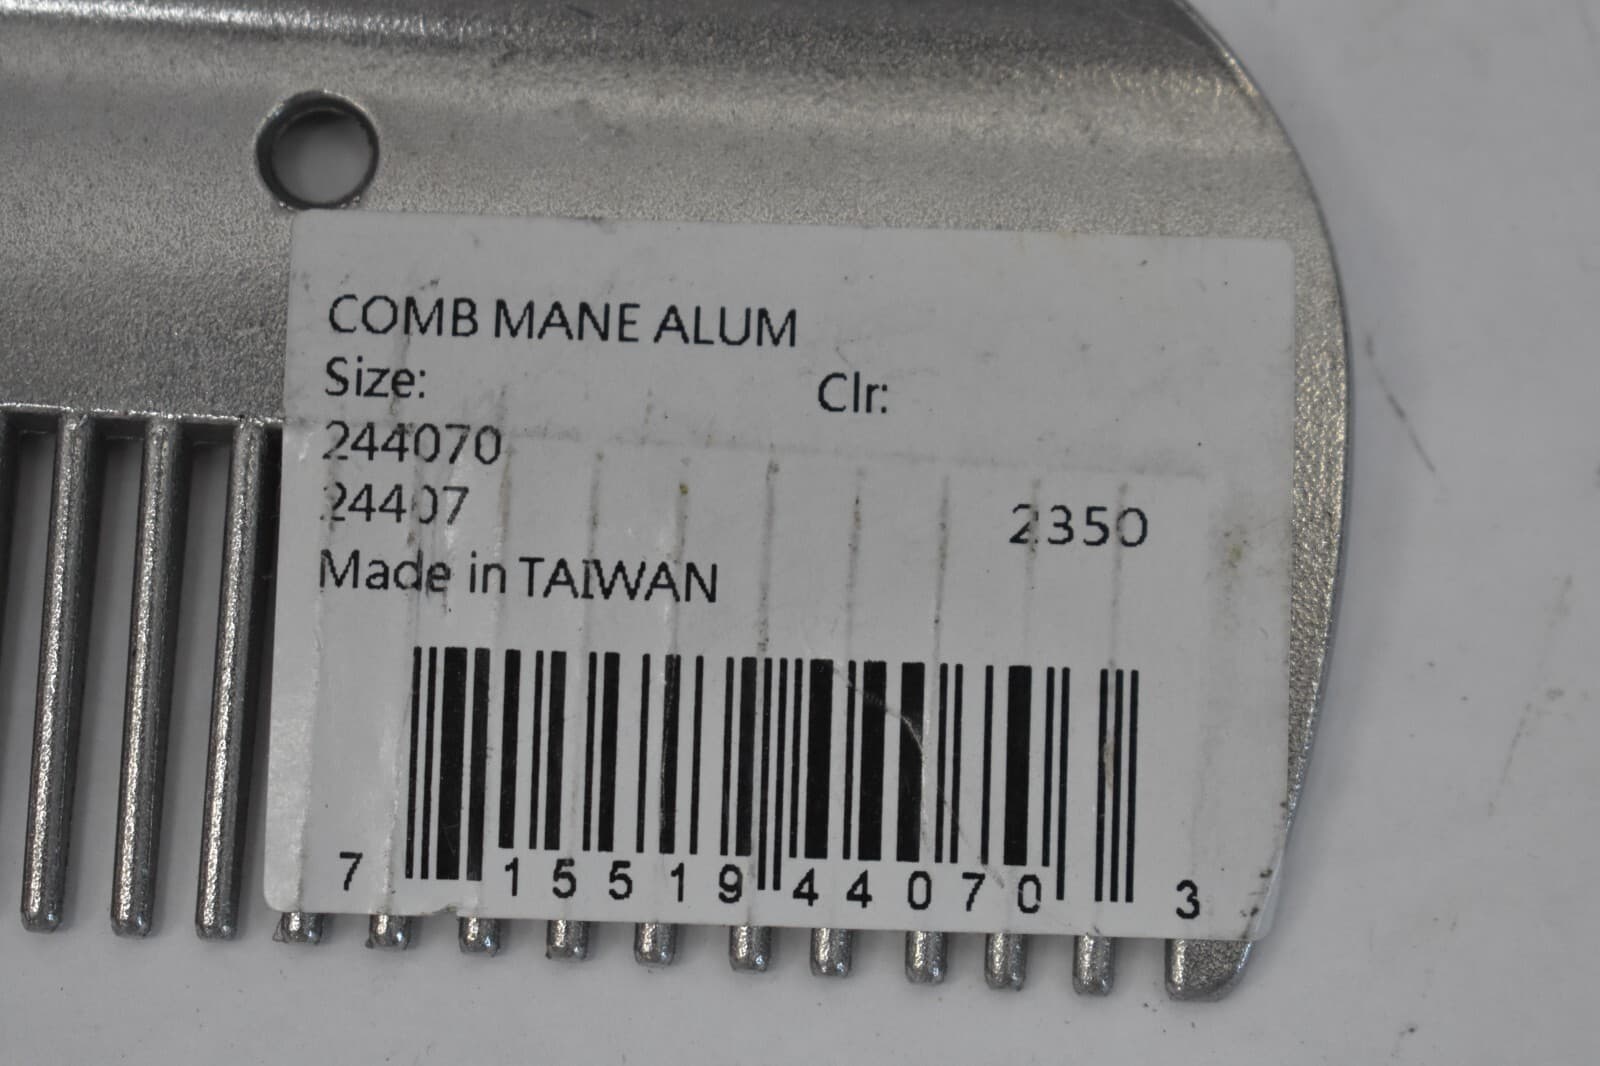 COMB MANE ALUM
Size: Clr:
244070
24407 2350
Made in TAIWAN
7 15519 44070 3